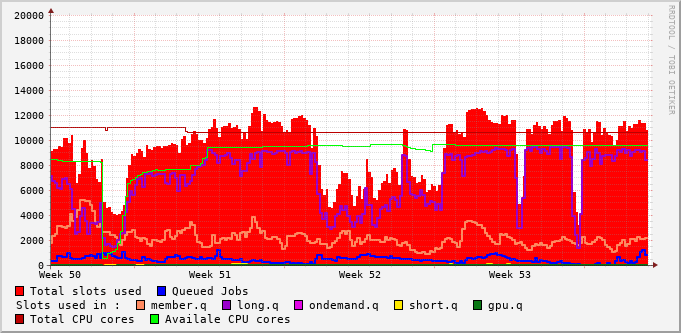 20000
18000
16000
14000
12000
10000
8000
6000
4000
2000
0
Week 50 Week 51 Week 52 Week 53
RRDTOOL / TOBI OETIKER
Total slots used Queued Jobs
Slots used in : member.q long.q ondemand.q short.q gpu.q
Total CPU cores Availale CPU cores